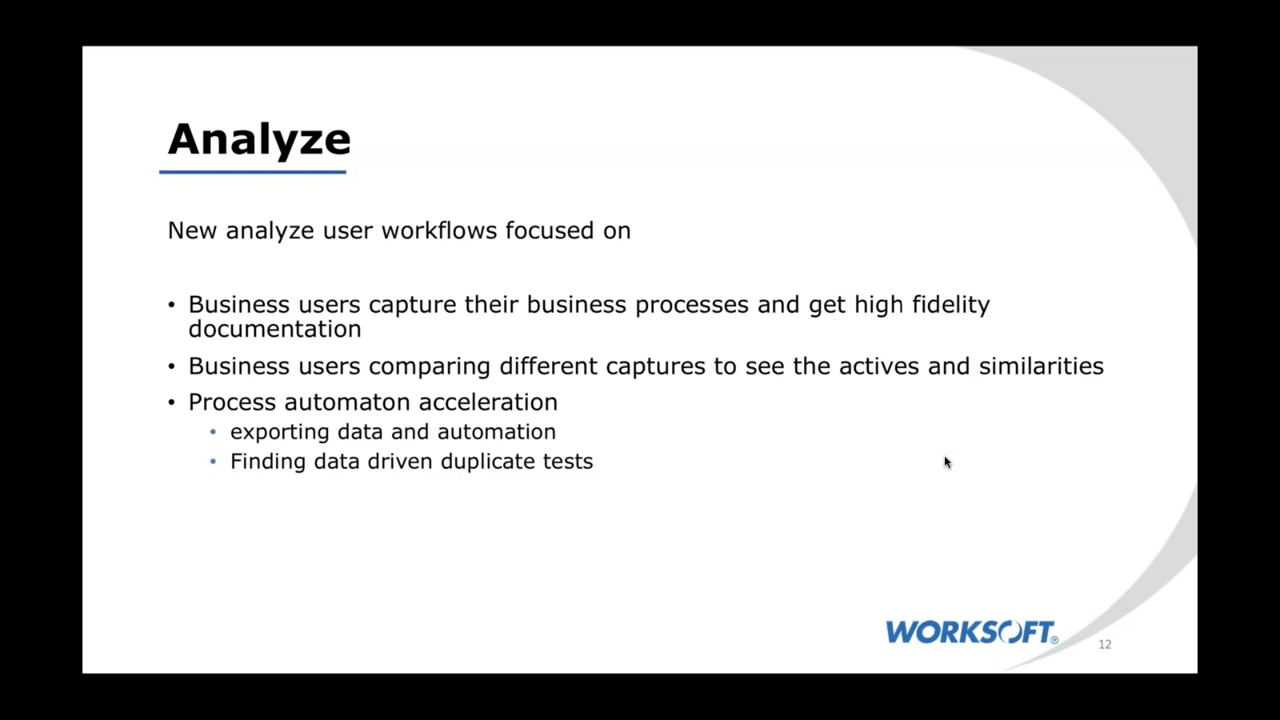 Analyze
New analyze user workflows focused on
• Business users capture their business processes and get high fidelity
documentation
• Business users comparing different captures to see the actives and similarities
• Process automaton acceleration
• exporting data and automation
• Finding data driven duplicate tests
WORKSOFT®
12